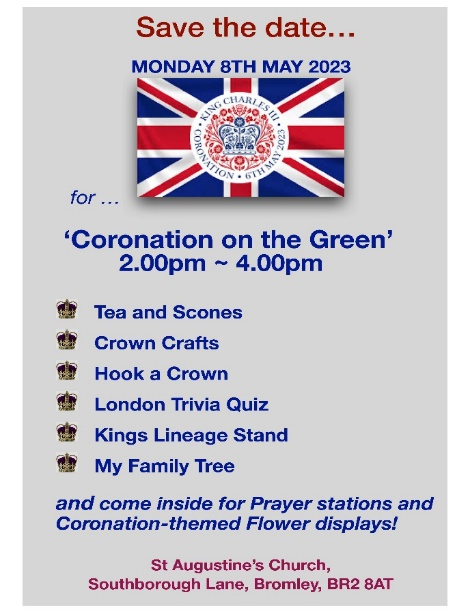 Save the date…
MONDAY 8TH MAY 2023
KING CHARLES III • CORONATION • 6TH MAY 2023 •
for …
‘Coronation on the Green’
2.00pm ~ 4.00pm
Tea and Scones
Crown Crafts
Hook a Crown
London Trivia Quiz
Kings Lineage Stand
My Family Tree
and come inside for Prayer stations and
Coronation-themed Flower displays!
St Augustine’s Church,
Southborough Lane, Bromley, BR2 8AT